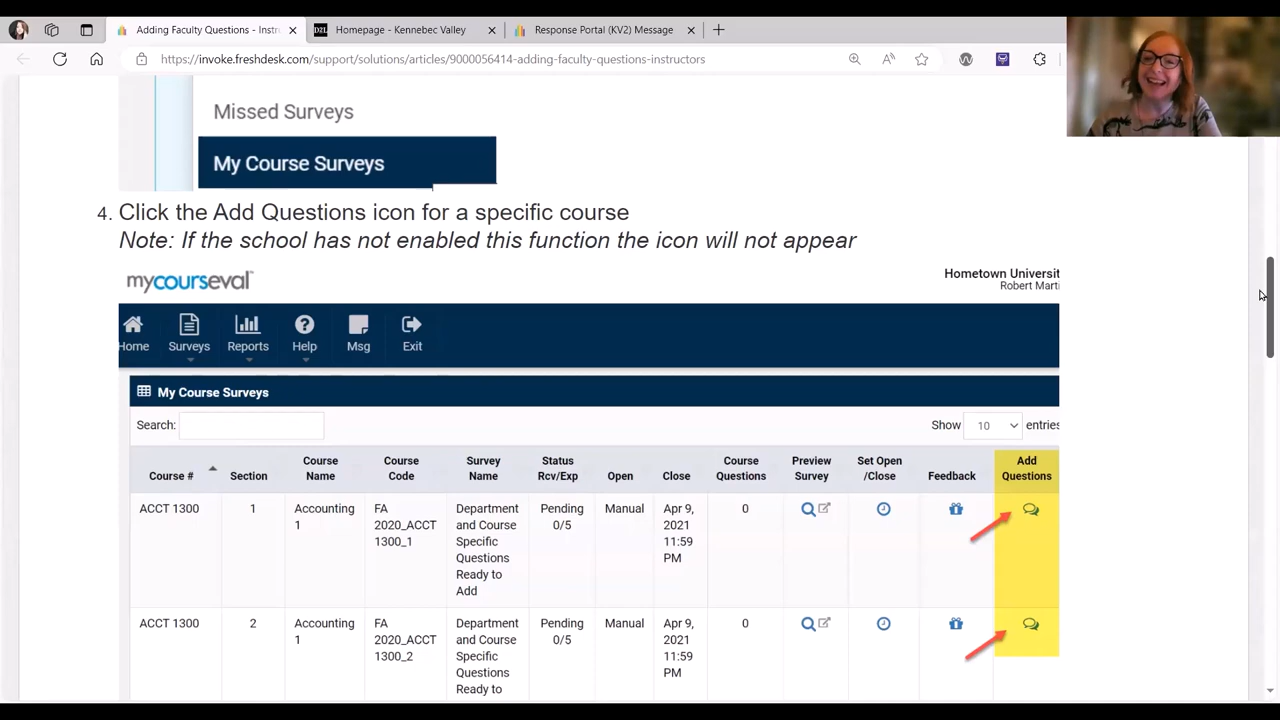 Adding Faculty Questions - Instru
Homepage - Kennebec Valley
Response Portal (KV2) Message
https://invoke.freshdesk.com/support/solutions/articles/9000056414-adding-faculty-questions-instructors
Missed Surveys
My Course Surveys
4. Click the Add Questions icon for a specific course
Note: If the school has not enabled this function the icon will not appear
mycourseval
Hometown Universit
Robert Marti
Home Surveys Reports Help Msg Exit
My Course Surveys
Search: Show 10 entries
Course # Section Course Name Course Code Survey Name Status Rcv/Exp Open Close Course Questions Preview Survey Set Open /Close Feedback Add Questions
ACCT 1300 1 Accounting 1 FA 2020_ACCT 1300_1 Department and Course Specific Questions Ready to Add Pending 0/5 Manual Apr 9, 2021 11:59 PM 0
ACCT 1300 2 Accounting 1 FA 2020_ACCT 1300_2 Department and Course Specific Questions Ready to Pending 0/5 Manual Apr 9, 2021 11:59 PM 0